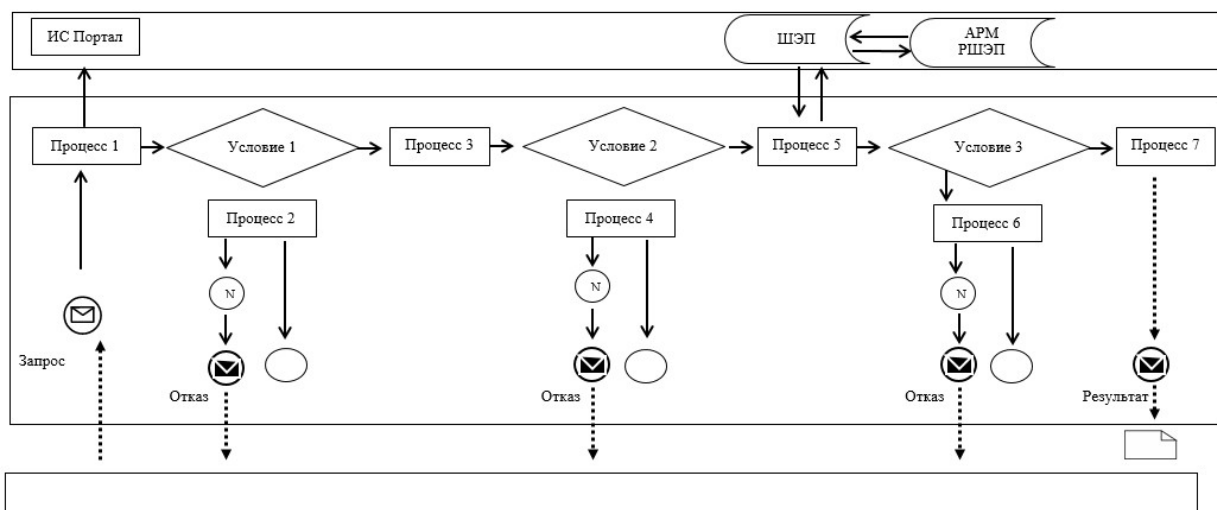 ИС Портал
ШЭП
АРМ
РШЭП
Процесс 1
Условие 1
Процесс 3
Условие 2
Процесс 5
Условие 3
Процесс 7
Процесс 2
Процесс 4
Процесс 6
N
N
N
Запрос
Отказ
Отказ
Отказ
Результат